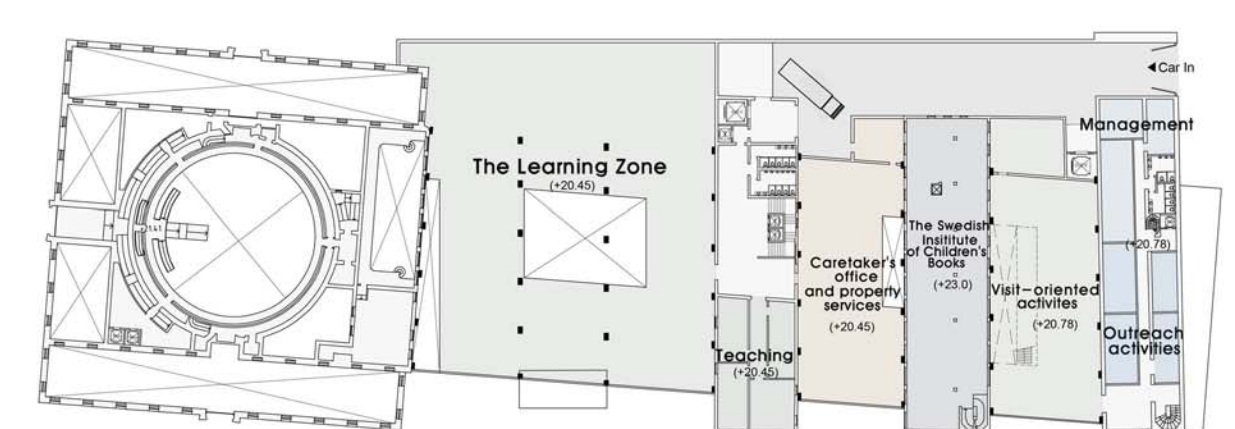 Car In
Management
The Learning Zone
(+20.45)
The Swedish
Insititute
of Children's
Books
(+23.0)
(+20.78)
Caretaker's
office
and property
services
(+20.45)
Visit-oriented
activites
(+20.78)
Outreach
activities
Teaching
(+20.45)